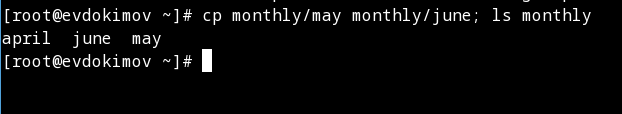 [root@evdokimov ~]# cp monthly/may monthly/june; ls monthly
april  june  may
[root@evdokimov ~]#